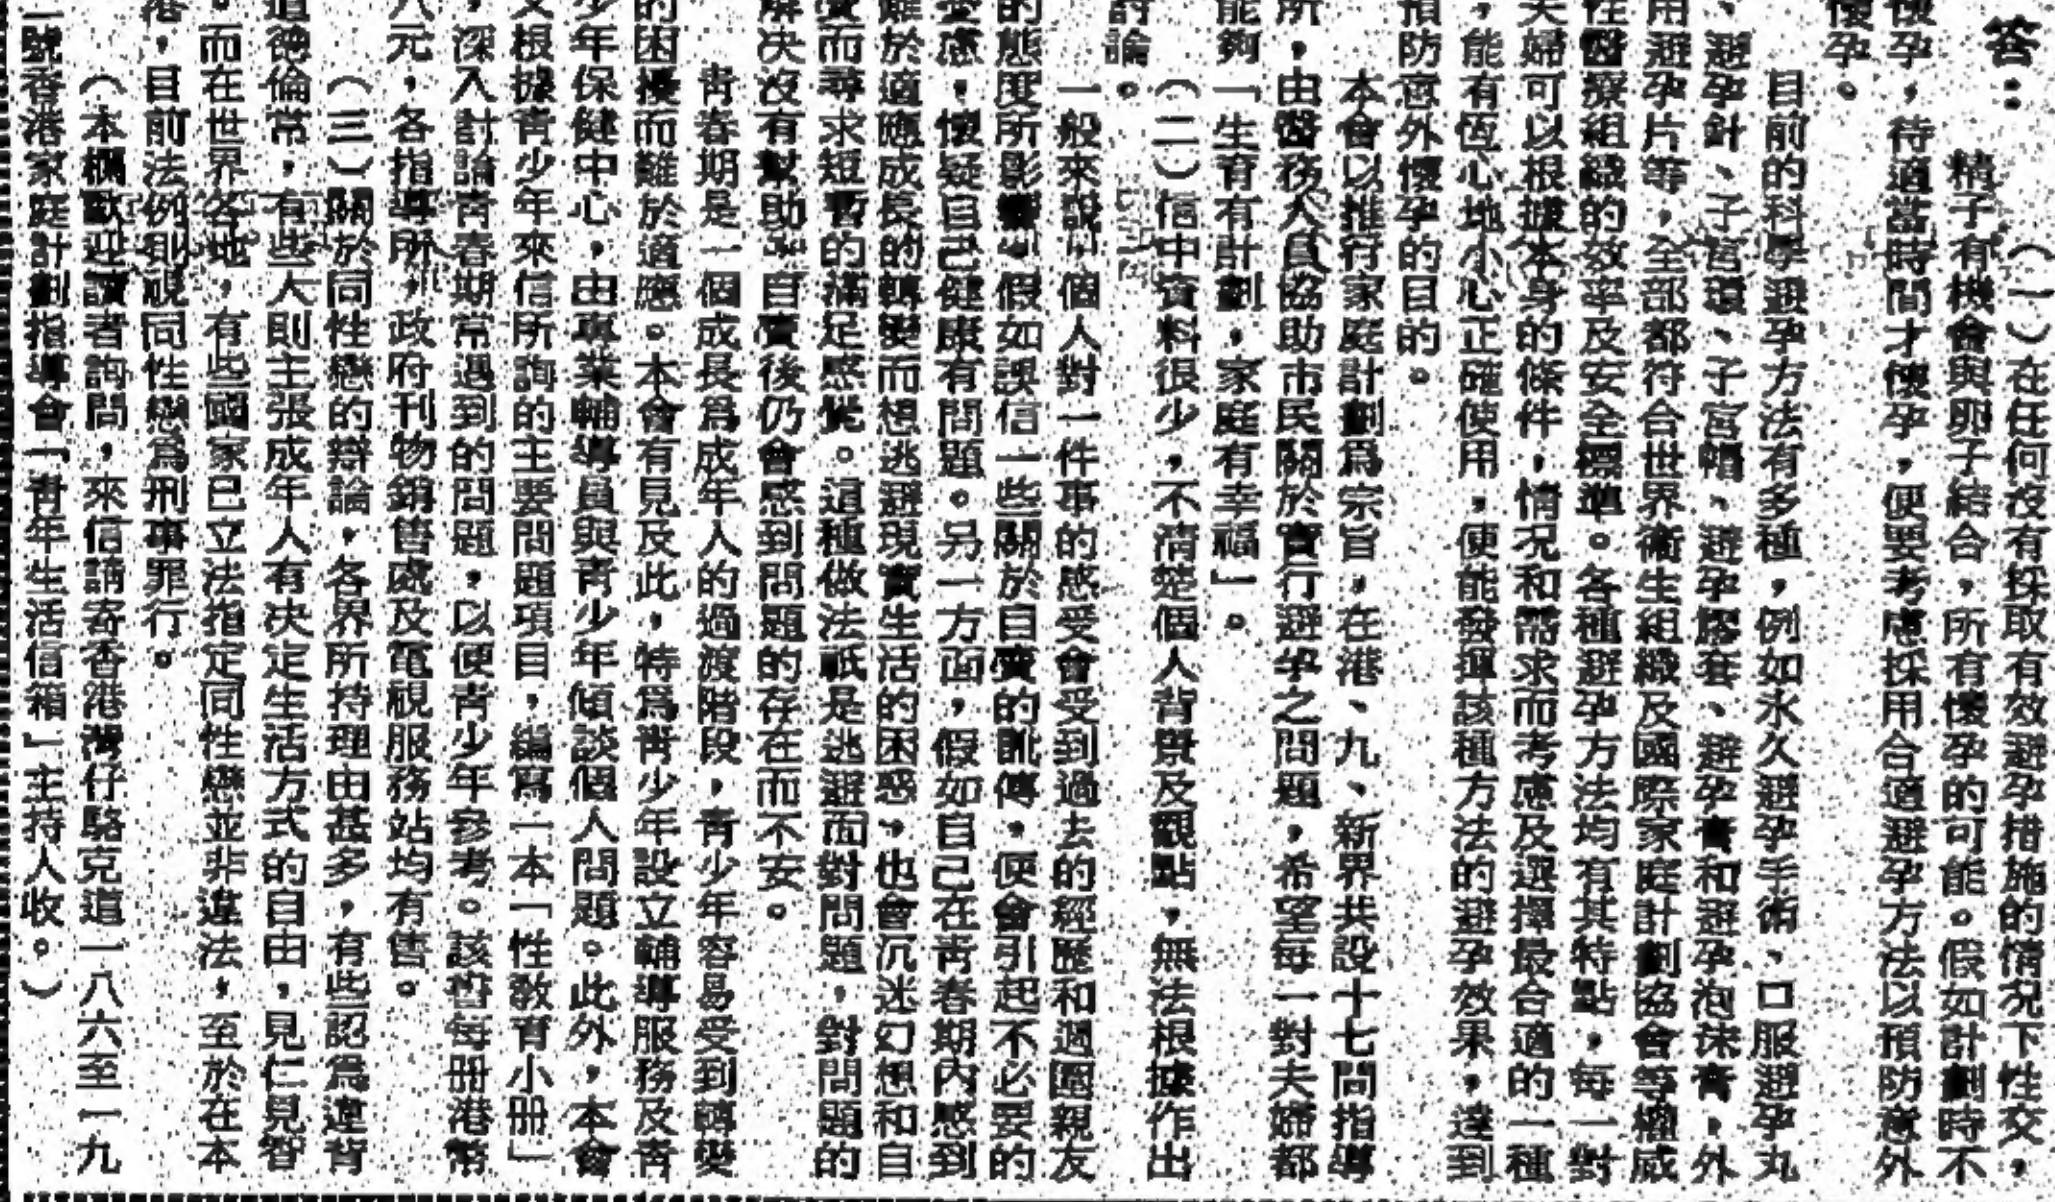 答：
（一）在任何沒有採取有效避孕措施的情況下性交，
精子有機會與卵子結合，所有懷孕的可能。假如計劃時不
懷孕，待適當時間才懷孕，便要考慮採用合適避孕方法以預防意外
懷孕。
目前的科學避孕方法有多種，例如永久避孕手術、口服避孕丸
、避孕針、子宮環、子宮帽、避孕膠套、避孕膏和避孕泡沫膏，外
用避孕片等，全部都符合世界衞生組織及國際家庭計劃協會等權威
性醫療組織的效率及安全標準。各種避孕方法均有其特點，每一對
夫婦可以根據本身的條件，情況和需求而考慮及選擇最合適的一種
，能有恆心地小心正確使用，使能發揮該種方法的避孕效果，達到
預防意外懷孕的目的。
本會以推行家庭計劃爲宗旨，在港、九、新界共設十七間指導
所，由醫務人員協助市民關於實行避孕之問題，希望每一對夫婦都
能夠「生育有計劃，家庭有幸福」。
（二）信中資料很少，不清楚個人背景及觀點，無法根據作出
討論。
一般來說，個人對一件事的感受會受到過去的經歷和週圍親友
的態度所影響。假如誤信一些關於自瀆的訛傳，便會引起不必要的
憂慮，懷疑自己健康有問題。另一方面，假如自己在青春期內感到
難於適應成長的轉變而想逃避現實生活的困惑，也會沉迷幻想和自
瀆而尋求短暫的滿足感覺。這種做法祇是逃避面對問題，對問題的
解决沒有幫助，自瀆後仍會感到問題的存在而不安。
青春期是一個成長爲成年人的過渡階段，青少年容易受到轉變
的困擾而難於適應。本會有見及此，特爲青少年設立輔導服務及青
少年保健中心，由專業輔導員與青少年傾談個人問題。此外，本會
又根據青少年來信所詢的主要問題項目，編寫一本「性教育小册」
，深入討論青春期常遇到的問題，以便青少年參考。該書每册港幣
八元，各指導所，政府刊物銷售處及電視服務站均有售。
（三）關於同性戀的辯論，各界所持理由甚多，有些認爲違背
道德倫常，有些人則主張成年人有决定生活方式的自由，見仁見智
。而在世界各地，有些國家已立法指定同性戀並非違法，至於在本
港，目前法例則視同性戀爲刑事罪行。
（本欄歡迎讀者詢問，來信請寄香港灣仔駱克道一八六至一九
二號香港家庭計劃指導會「青年生活信箱」主持人收。）